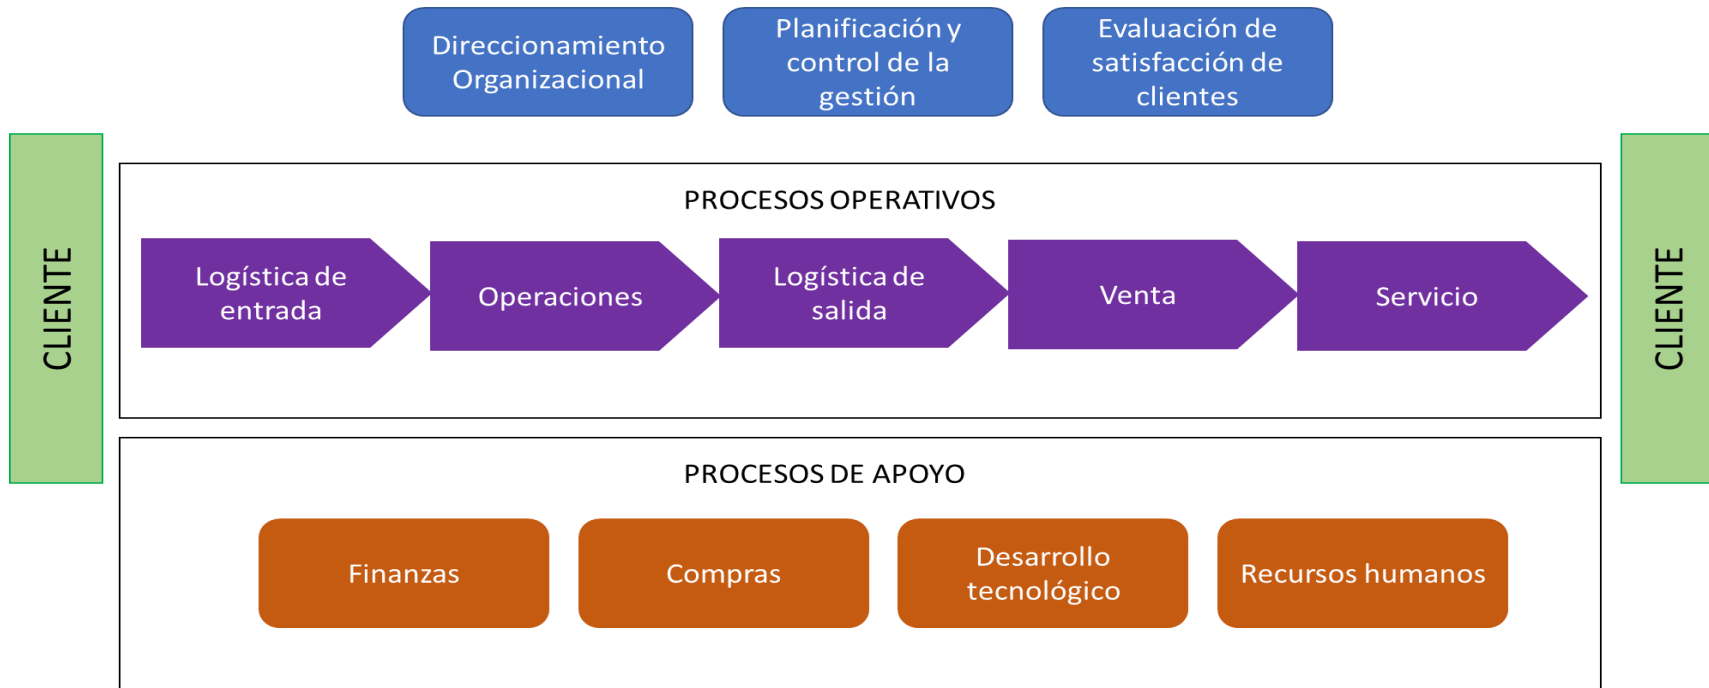 Direccionamiento
Organizacional
Planificación y
control de la
gestión
Evaluación de
satisfacción de
clientes
CLIENTE
PROCESOS OPERATIVOS
Logística de
entrada
Operaciones
Logística de
salida
Venta
Servicio
CLIENTE
PROCESOS DE APOYO
Finanzas
Compras
Desarrollo
tecnológico
Recursos humanos